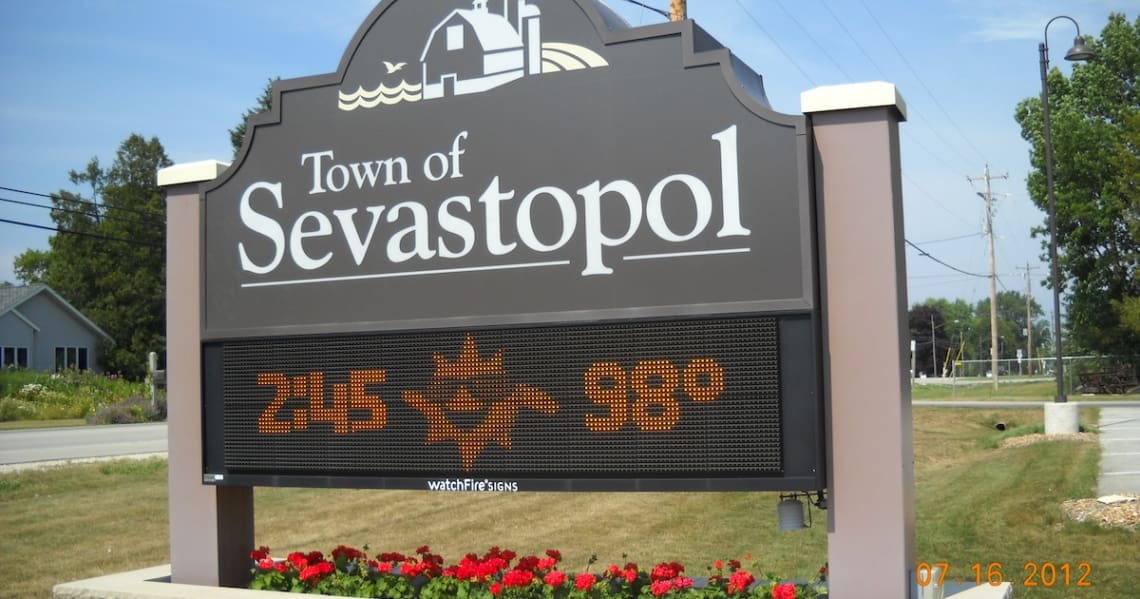 Town of
Sevastopol
2:45 98°
watchFire SIGNS
07 16 2012